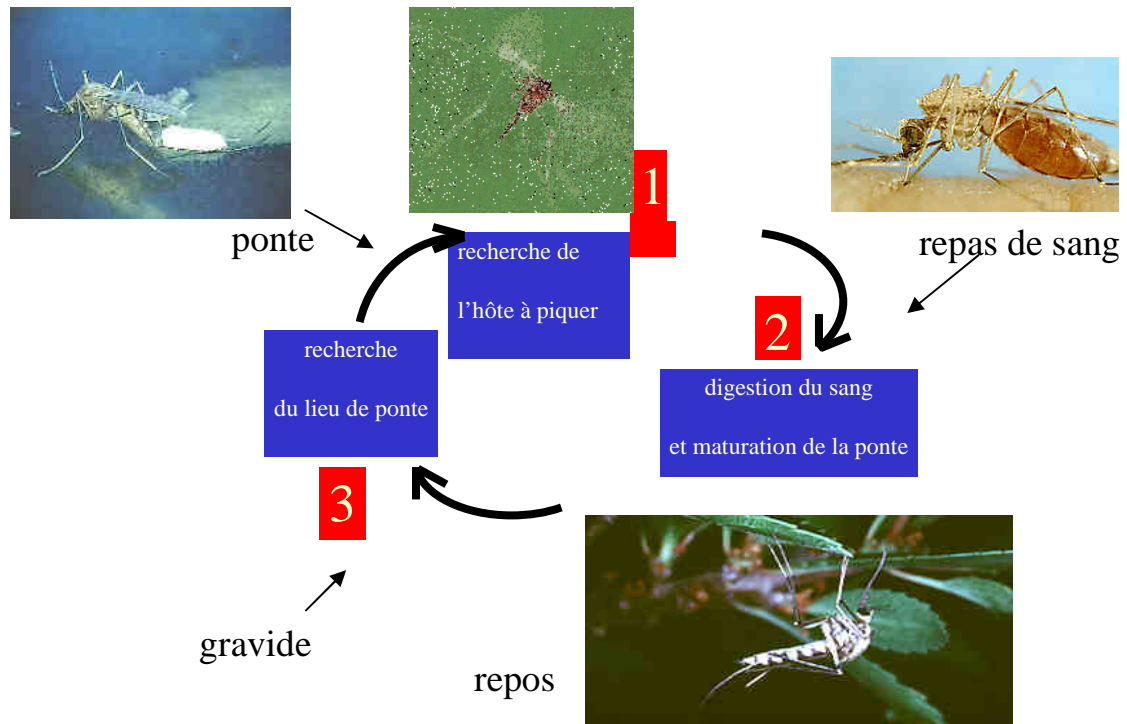 1
ponte
repas de sang
recherche de
l’hôte à piquer
2
recherche
du lieu de ponte
digestion du sang
et maturation de la ponte
3
gravide
repos